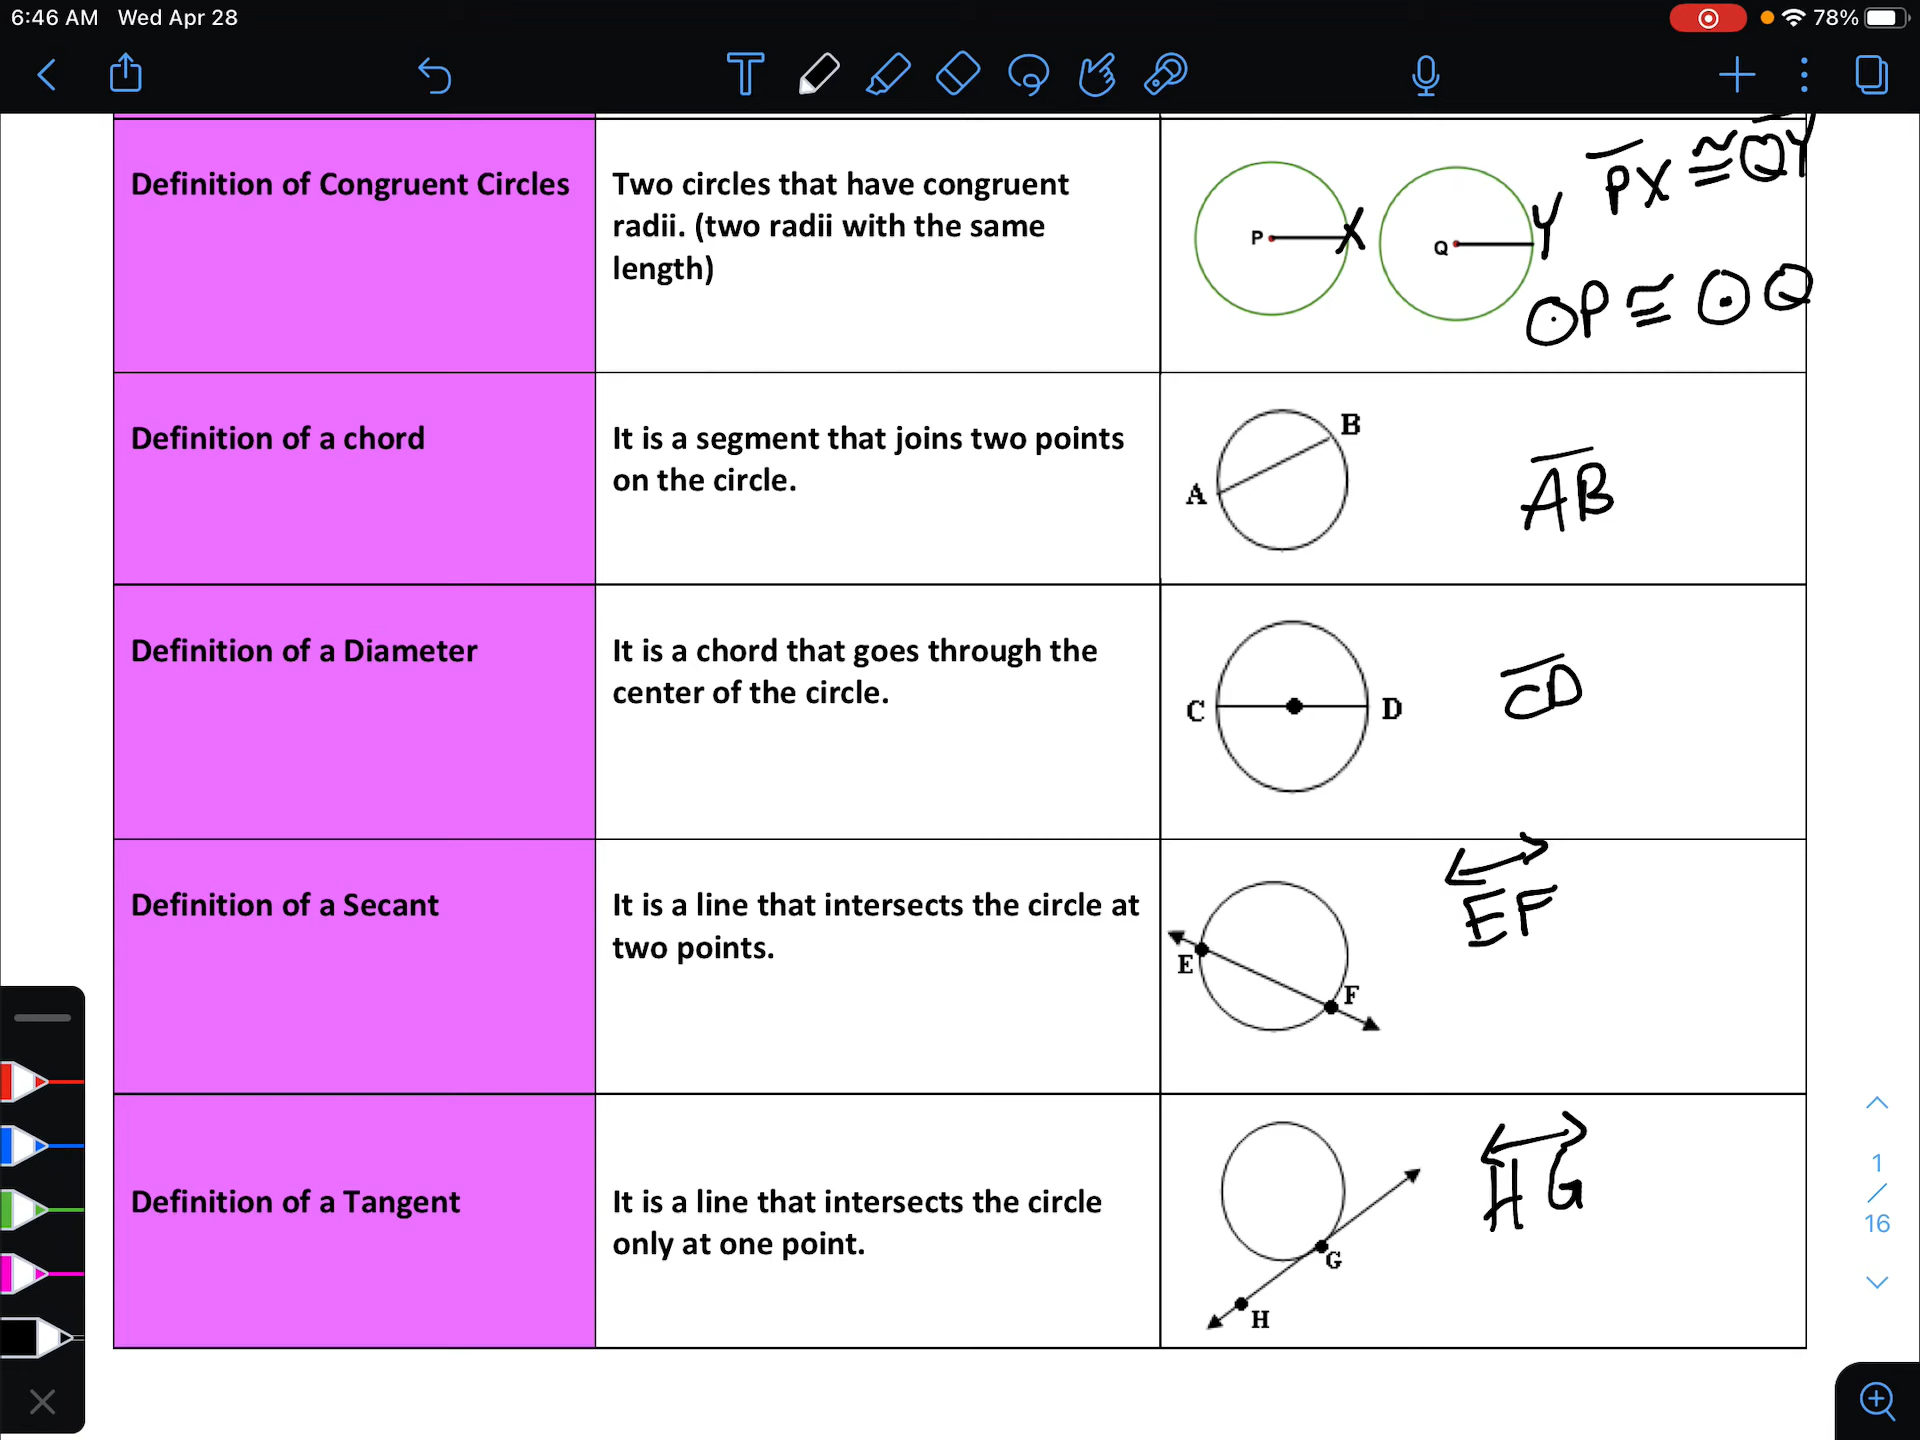 6:46 AM Wed Apr 28
78%
T
Definition of Congruent Circles
Two circles that have congruent
radii. (two radii with the same
length)
P
X
Q
Y
PX ≅ QY
⊙P ≅ ⊙Q
Definition of a chord
It is a segment that joins two points
on the circle.
A
B
AB
Definition of a Diameter
It is a chord that goes through the
center of the circle.
C
D
CD
Definition of a Secant
It is a line that intersects the circle at
two points.
E
F
EF
Definition of a Tangent
It is a line that intersects the circle
only at one point.
G
H
HG
1
/
16